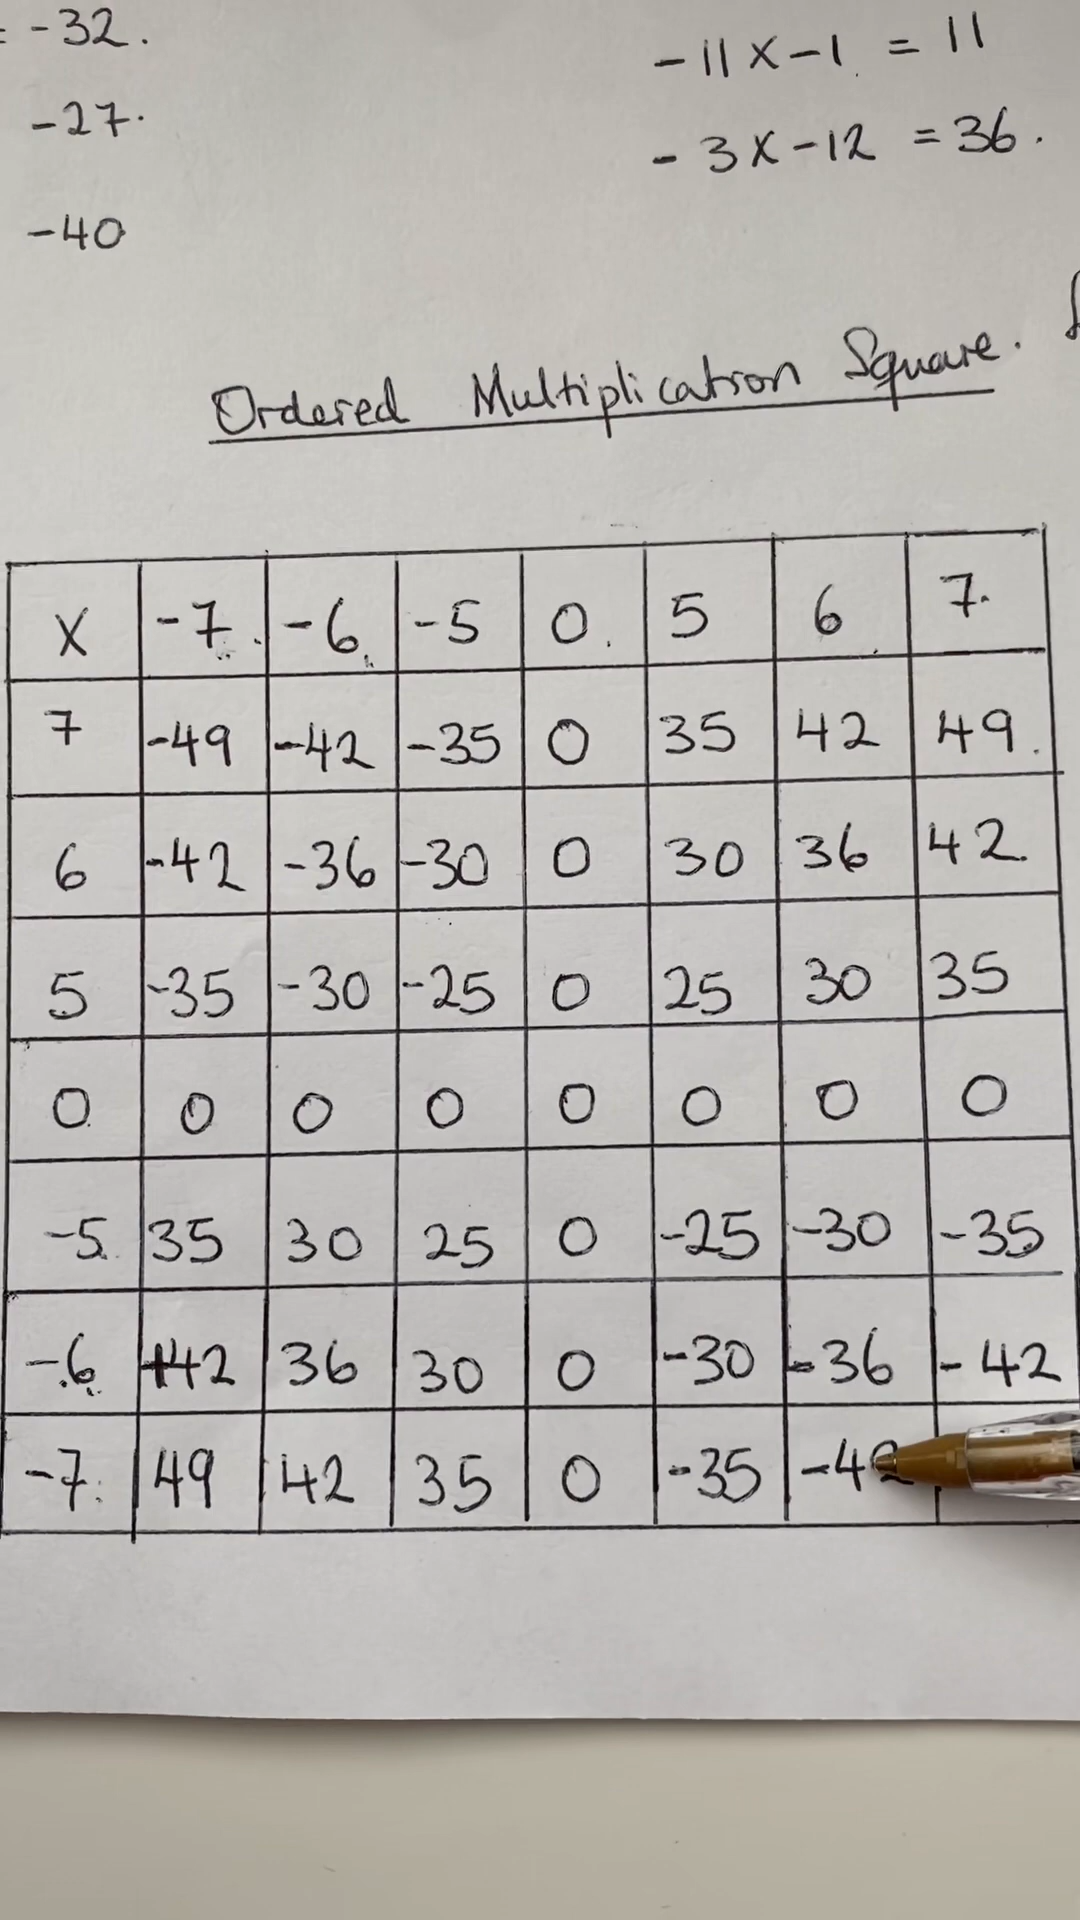 = -32.
-11 x -1 = 11
-27.
-3 x -12 = 36.
-40
Ordered Multiplication Square.
X -7. -6. -5 0. 5 6 7.
7 -49 -42 -35 0 35 42 49.
6 -42 -36 -30 0 30 36 42.
5 -35 -30 -25 0 25 30 35
0 0 0 0 0 0 0 0
-5 35 30 25 0 -25 -30 -35
-6 +42 36 30 0 -30 -36 -42
-7 49 42 35 0 -35